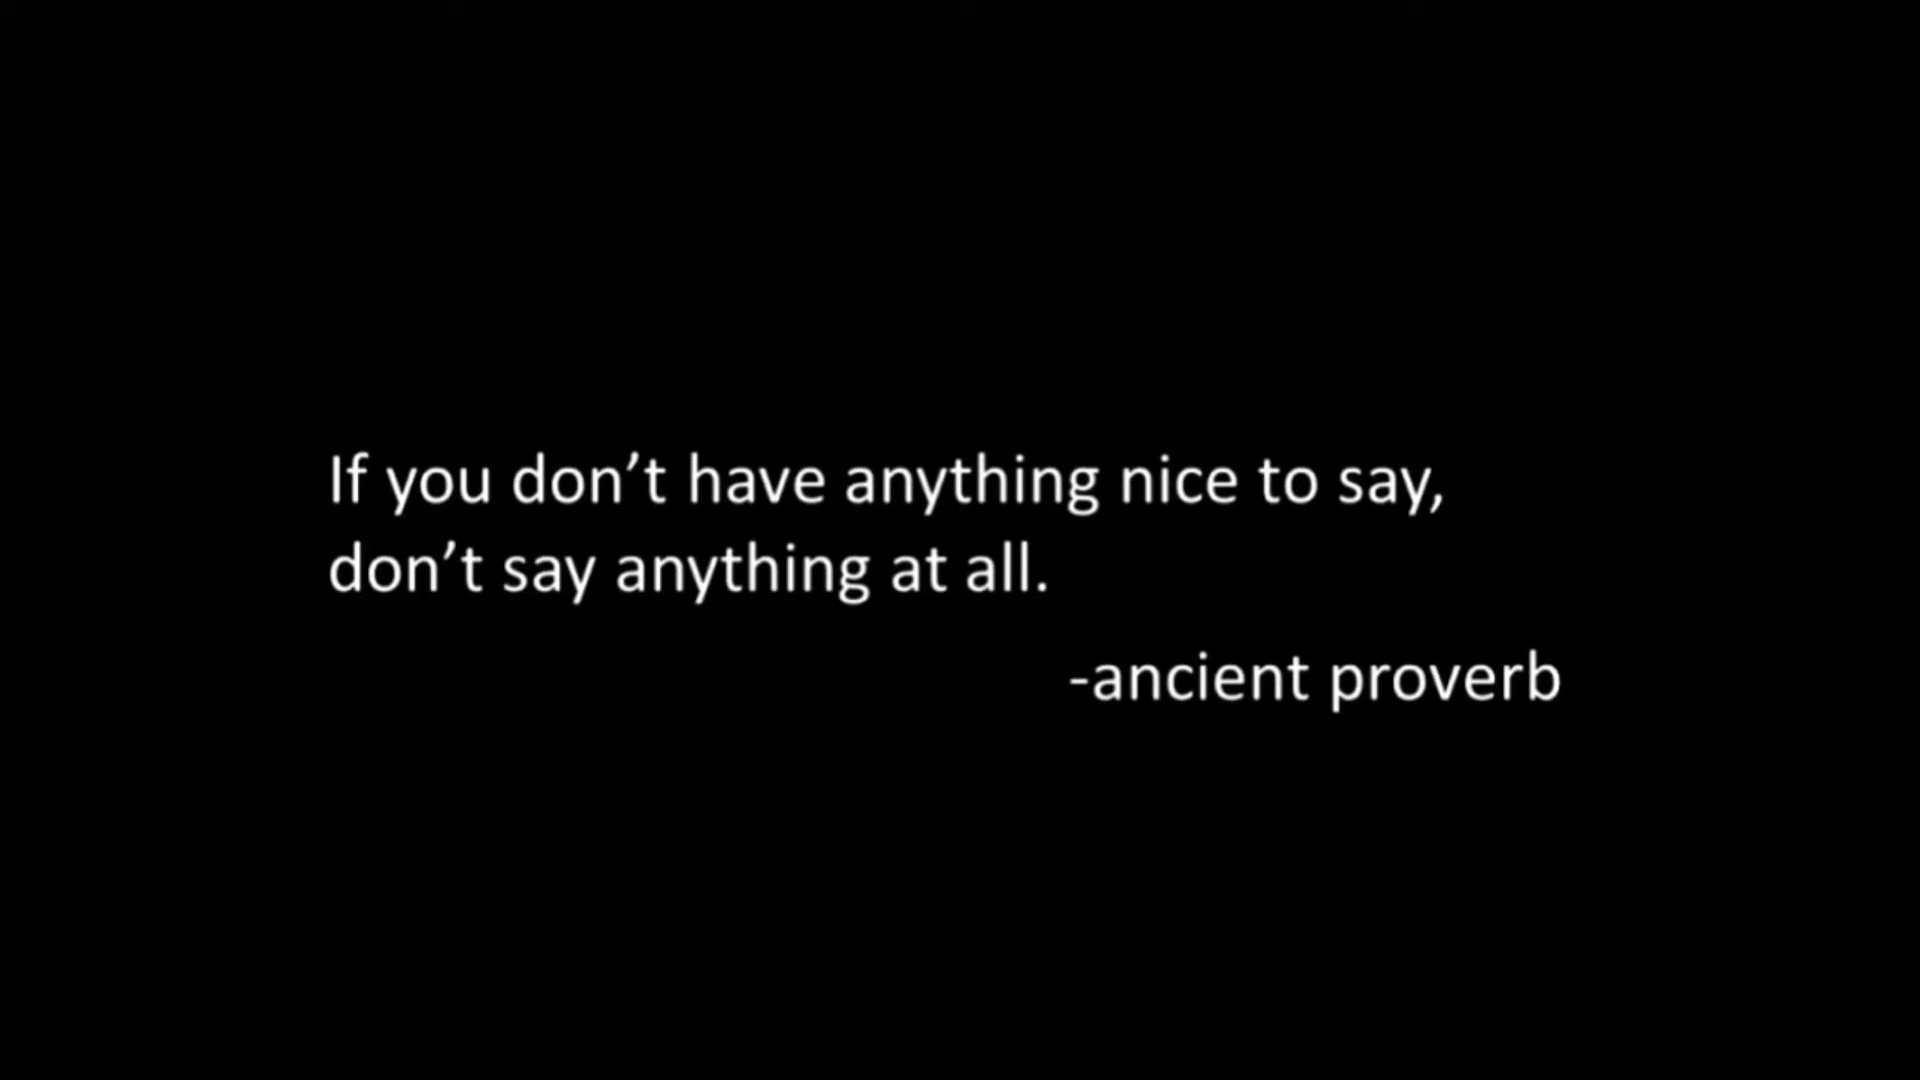 If you don’t have anything nice to say,
don’t say anything at all.
-ancient proverb